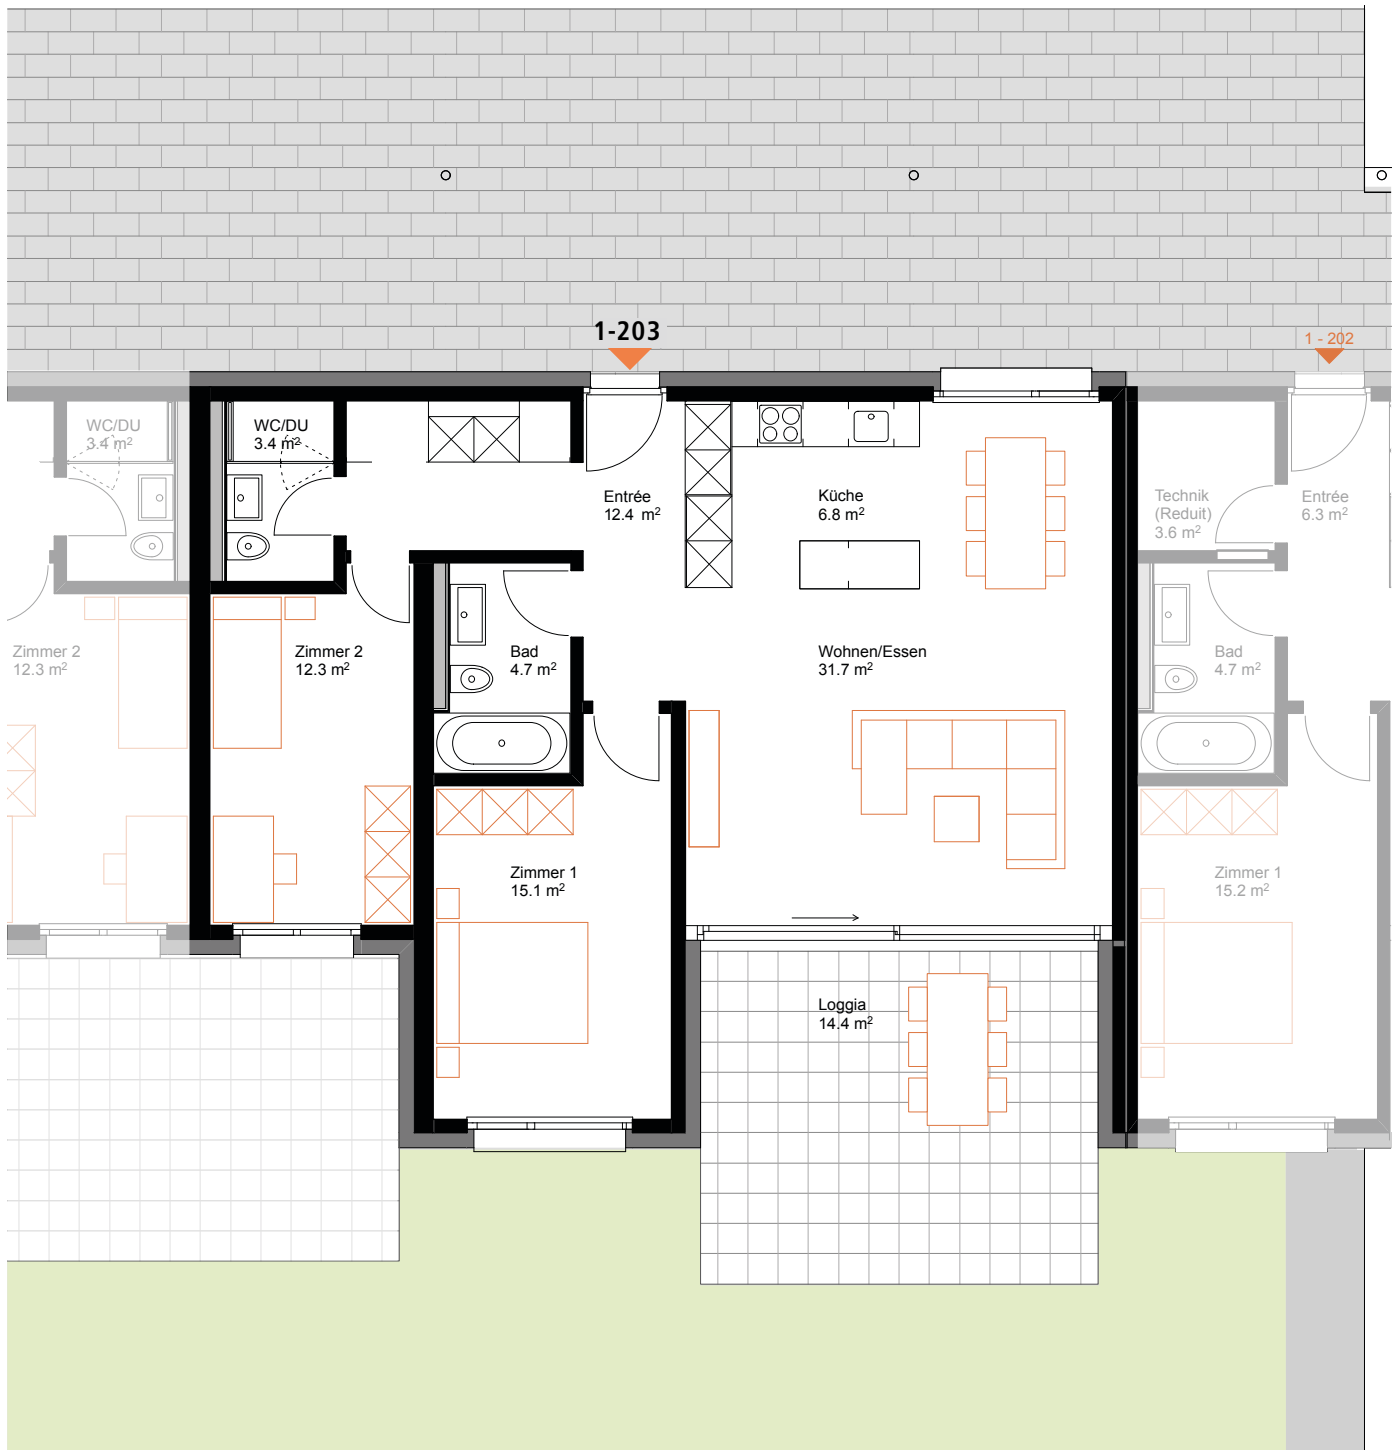 1-203
1 - 202
WC/DU
3.4 m²
WC/DU
3.4 m²
Entrée
12.4 m²
Küche
6.8 m²
Technik
(Reduit)
3.6 m²
Entrée
6.3 m²
Zimmer 2
12.3 m²
Zimmer 2
12.3 m²
Bad
4.7 m²
Wohnen/Essen
31.7 m²
Bad
4.7 m²
Zimmer 1
15.1 m²
Zimmer 1
15.2 m²
Loggia
14.4 m²